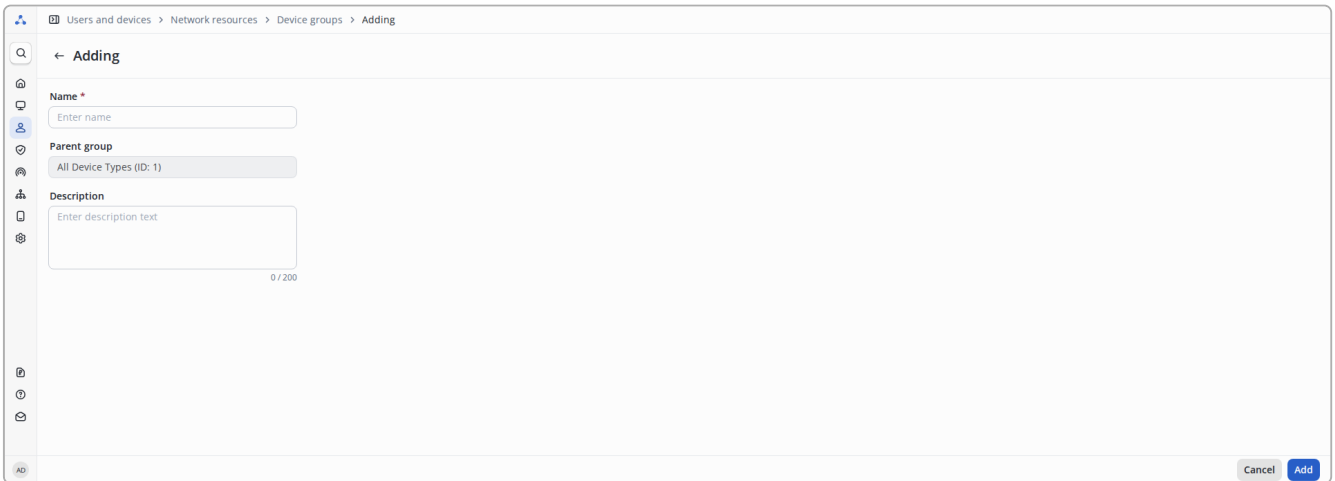 Users and devices > Network resources > Device groups > Adding
← Adding
Name *
Enter name
Parent group
All Device Types (ID: 1)
Description
Enter description text
0 / 200
AD
Cancel
Add